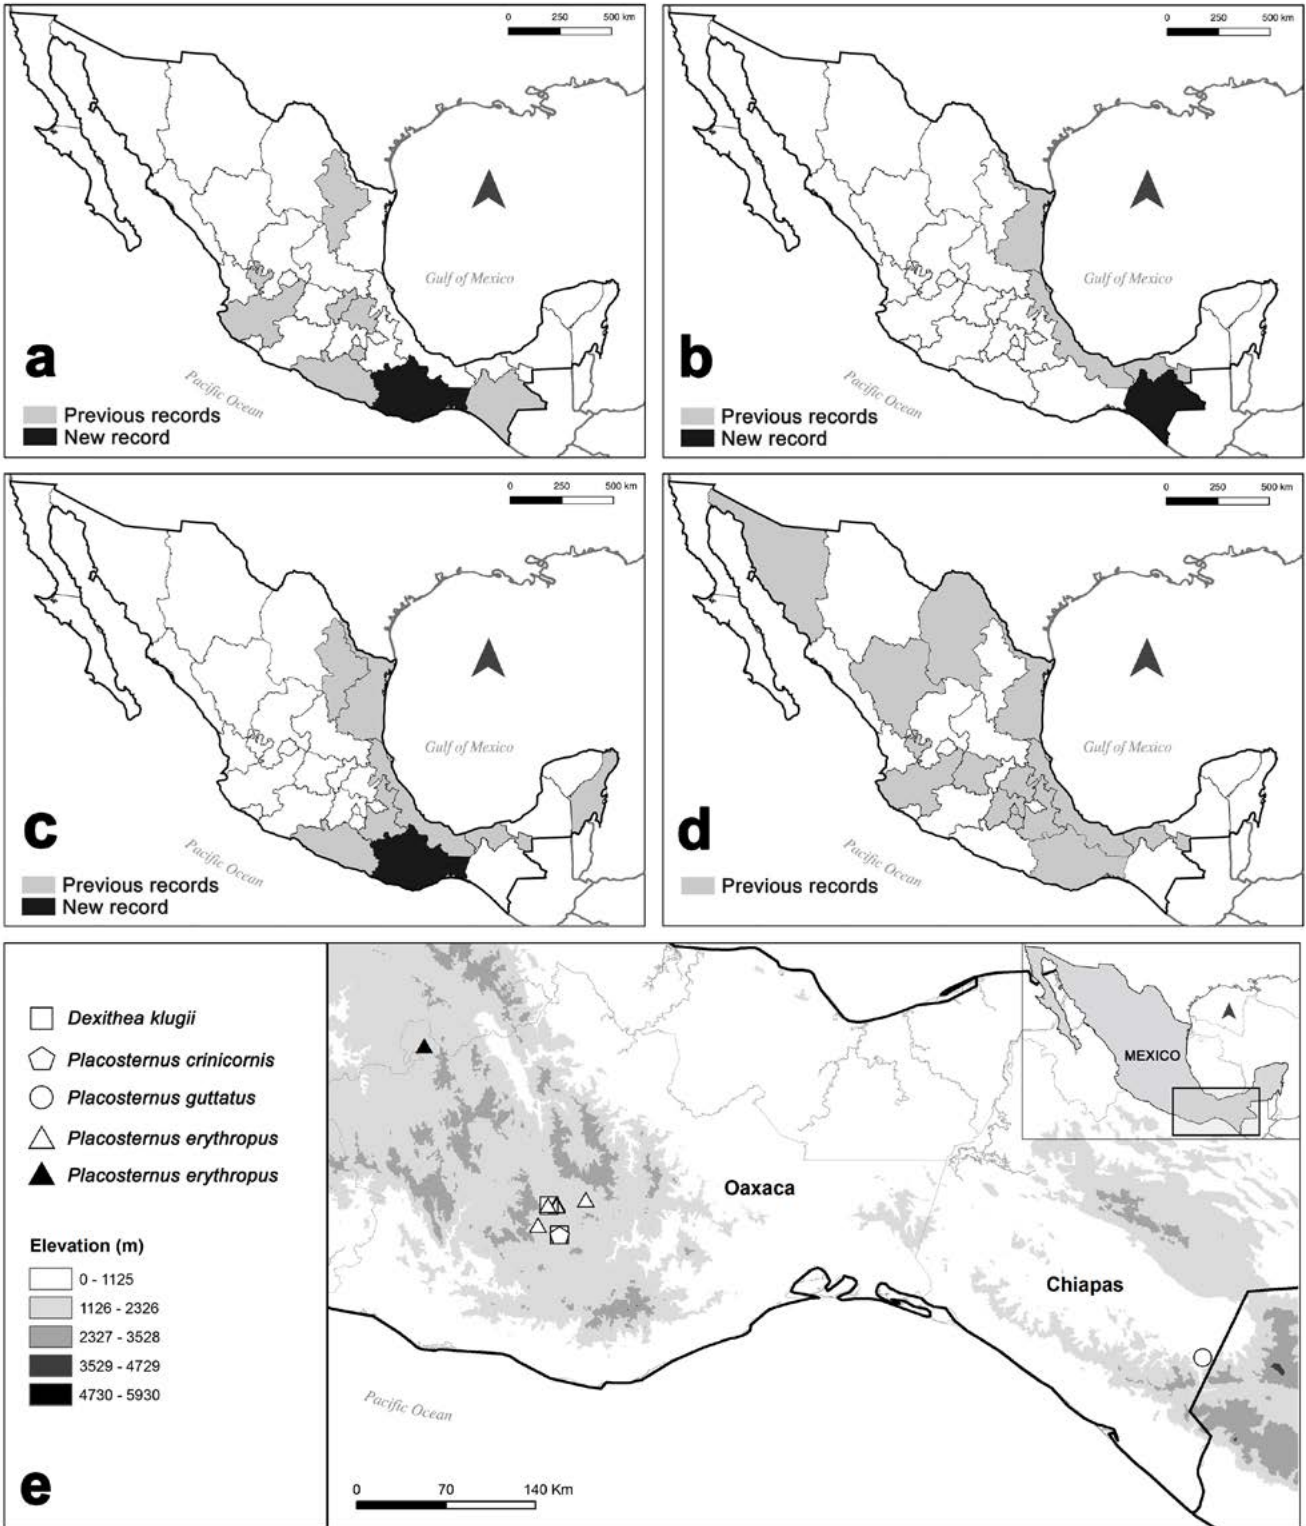 0 250 500 km
Gulf of Mexico
a
Pacific Ocean
Previous records
New record
0 250 500 km
Gulf of Mexico
b
Pacific Ocean
Previous records
New record
0 250 500 km
Gulf of Mexico
c
Pacific Ocean
Previous records
New record
0 250 500 km
Gulf of Mexico
d
Pacific Ocean
Previous records
Dexithea klugii
Placosternus crinicornis
Placosternus guttatus
Placosternus erythropus
Placosternus erythropus
Elevation (m)
0 - 1125
1126 - 2326
2327 - 3528
3529 - 4729
4730 - 5930
e
MEXICO
Oaxaca
Chiapas
Pacific Ocean
0 70 140 Km